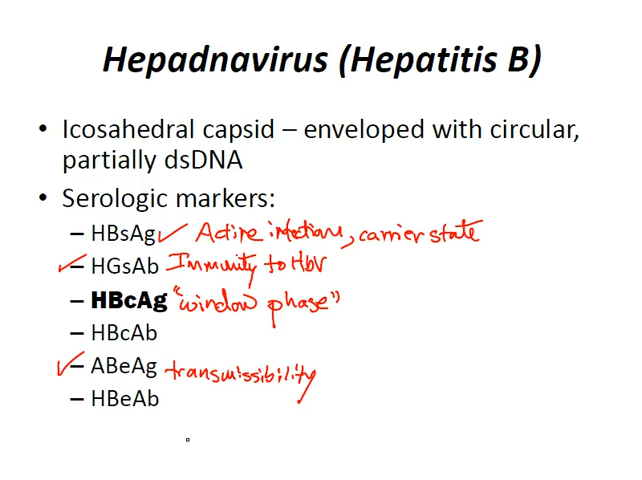 Hepadnavirus (Hepatitis B)
• Icosahedral capsid – enveloped with circular,
partially dsDNA
• Serologic markers:
– HBsAg ✓ Active infections, carrier state
✓ – HGsAb Immunity to HbV
– HBcAg "window phase"
– HBcAb
✓ – ABeAg transmissibility
– HBeAb